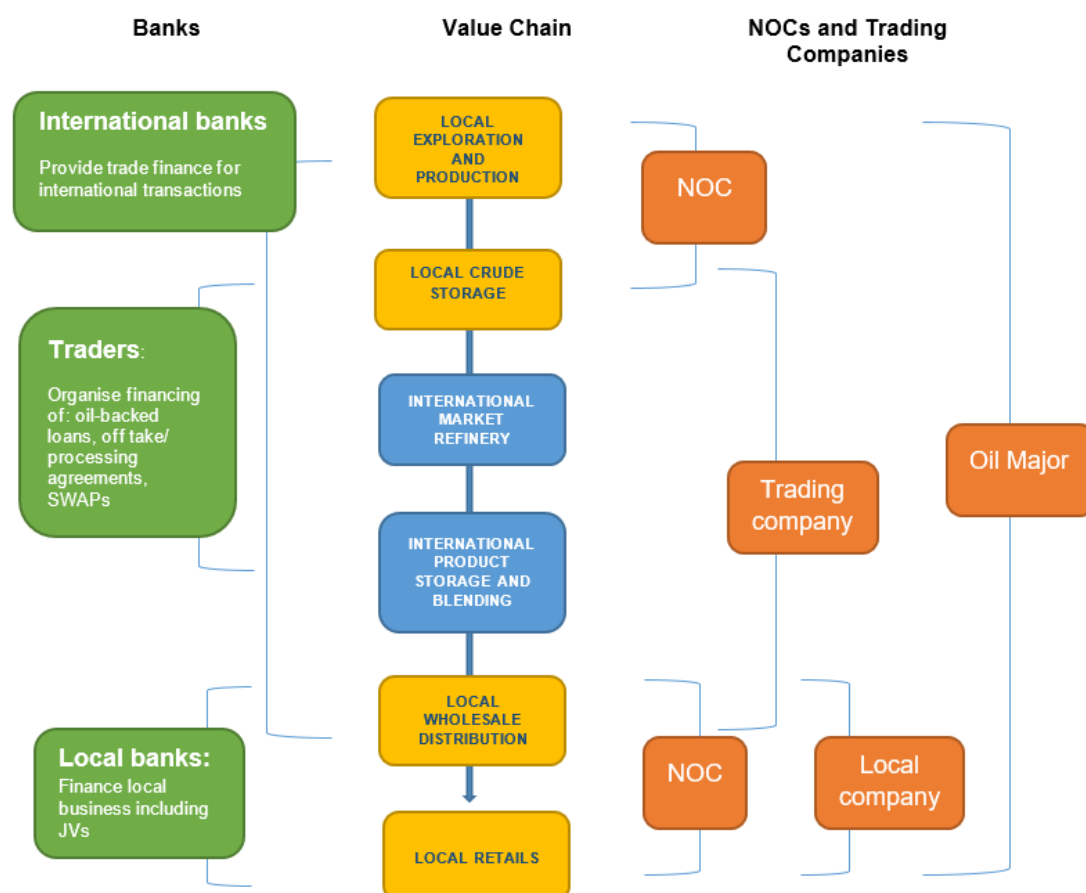 Banks
Value Chain
NOCs and Trading
Companies
International banks
Provide trade finance for
international transactions
Traders:
Organise financing
of: oil-backed
loans, off take/
processing
agreements,
SWAPs
Local banks:
Finance local
business including
JVs
LOCAL
EXPLORATION
AND
PRODUCTION
LOCAL CRUDE
STORAGE
INTERNATIONAL
MARKET
REFINERY
INTERNATIONAL
PRODUCT
STORAGE AND
BLENDING
LOCAL
WHOLESALE
DISTRIBUTION
LOCAL RETAILS
NOC
Trading
company
Oil Major
NOC
Local
company